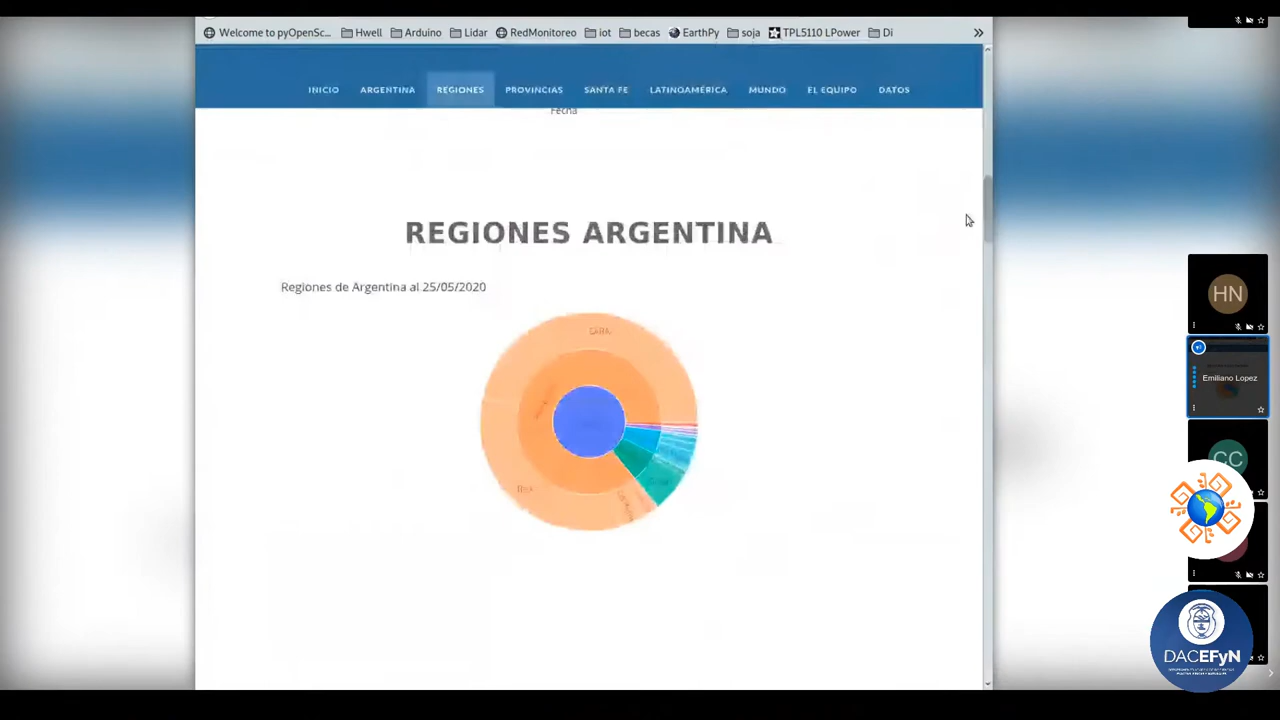 Welcome to pyOpenSc... Hwell Arduino Lidar RedMonitoreo iot becas EarthPy soja TPL5110 LPower Di »
INICIO ARGENTINA REGIONES PROVINCIAS SANTA FE LATINOAMÉRICA MUNDO EL EQUIPO DATOS
Fecha
REGIONES ARGENTINA
Regiones de Argentina al 25/05/2020
CABA
HN
Emiliano Lopez
CC
DACEFyN